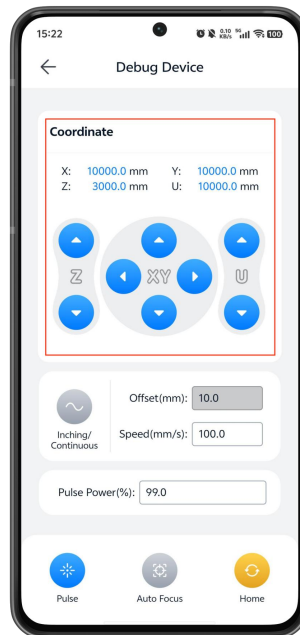 15:22
0.10 KB/s 5G 100
Debug Device
Coordinate
X: 10000.0 mm Y: 10000.0 mm
Z: 3000.0 mm U: 10000.0 mm
Z XY U
Offset(mm): 10.0
Inching/
Continuous
Speed(mm/s): 100.0
Pulse Power(%): 99.0
Pulse Auto Focus Home